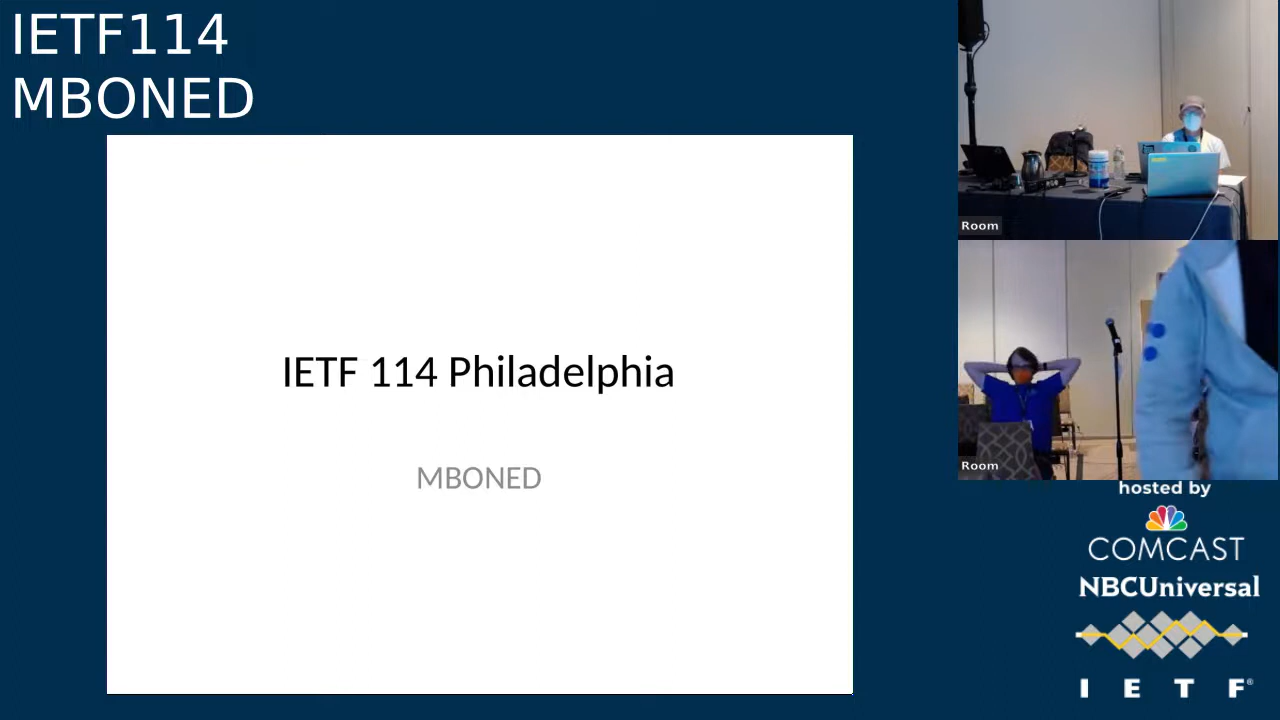 IETF114
MBONED
IETF 114 Philadelphia
MBONED
Room
Room
hosted by
COMCAST
NBCUniversal
I E T F®